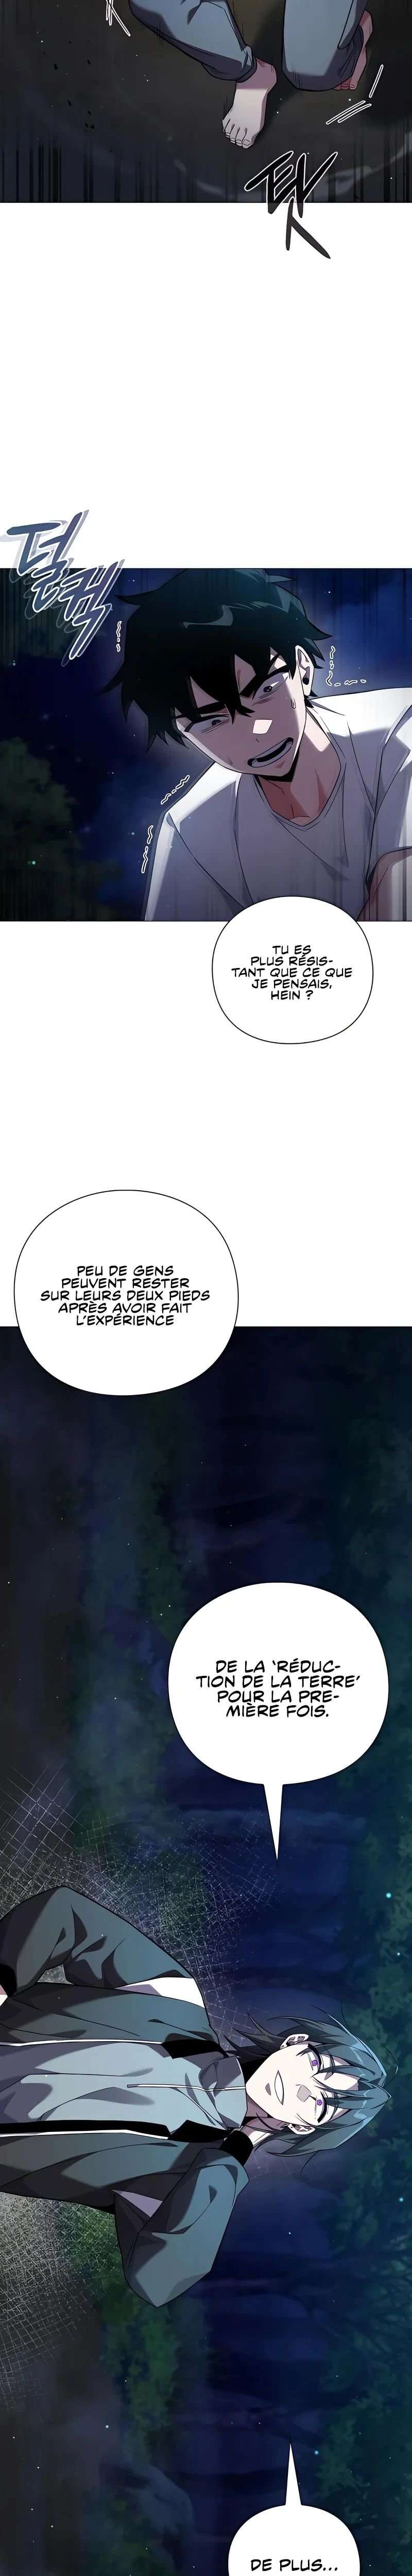 턱
덜컥
TU ES
PLUS RÉSIS-
TANT QUE CE QUE
JE PENSAIS,
HEIN ?
PEU DE GENS
PEUVENT RESTER
SUR LEURS DEUX PIEDS
APRÈS AVOIR FAIT
L'EXPÉRIENCE
DE LA 'RÉDUC-
TION DE LA TERRE'
POUR LA PRE-
MIÈRE FOIS.
DE PLUS...